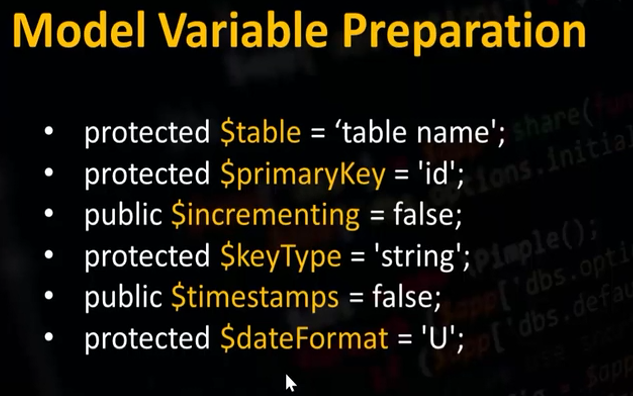 Model Variable Preparation
• protected $table = ‘table name';
• protected $primaryKey = 'id';
• public $incrementing = false;
• protected $keyType = 'string';
• public $timestamps = false;
• protected $dateFormat = 'U';